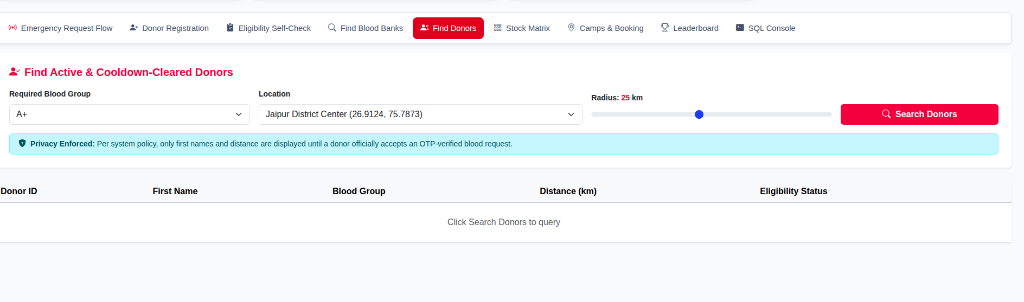 Emergency Request Flow Donor Registration Eligibility Self-Check Find Blood Banks Find Donors Stock Matrix Camps & Booking Leaderboard SQL Console
Find Active & Cooldown-Cleared Donors
Required Blood Group Location Radius: 25 km
A+ Jaipur District Center (26.9124, 75.7873) Search Donors
Privacy Enforced: Per system policy, only first names and distance are displayed until a donor officially accepts an OTP-verified blood request.
Donor ID First Name Blood Group Distance (km) Eligibility Status
Click Search Donors to query